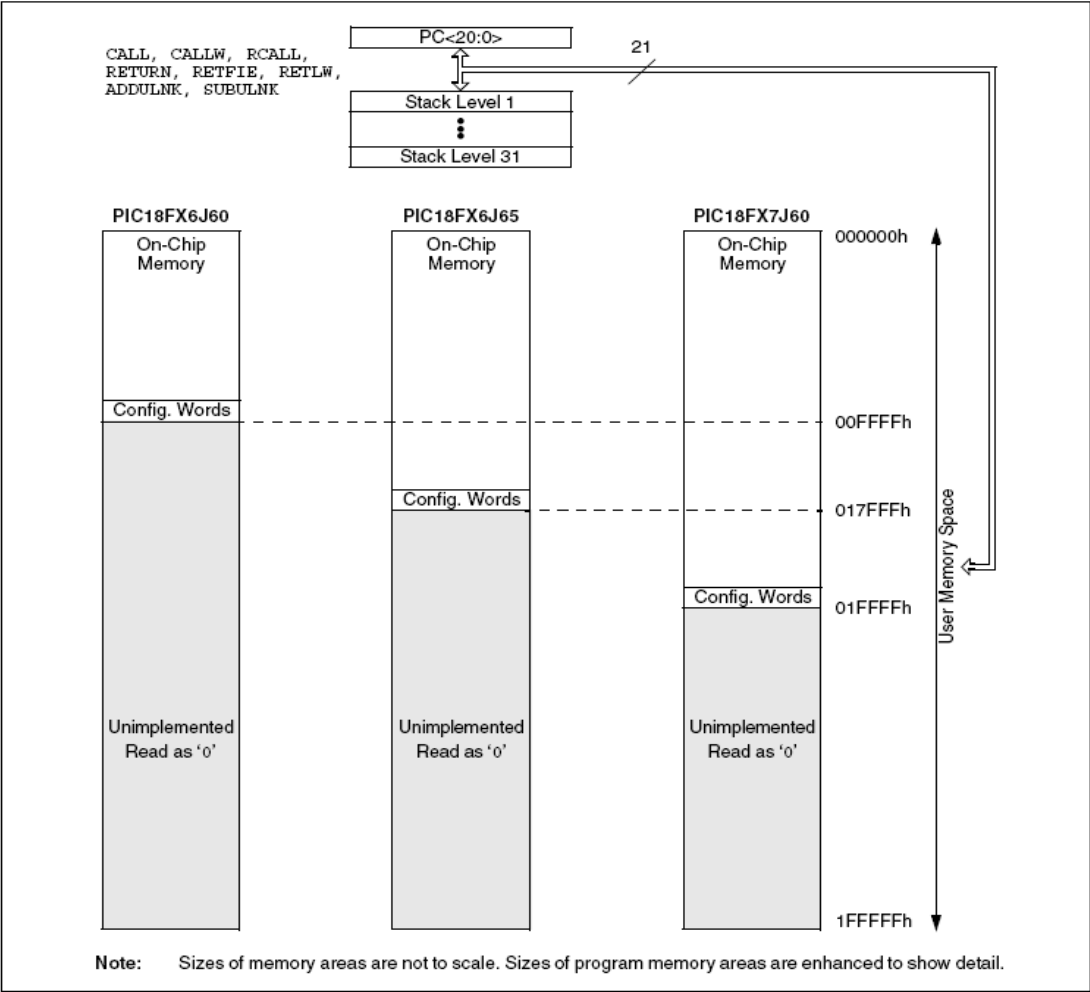 PC<20:0>
CALL, CALLW, RCALL,
RETURN, RETFIE, RETLW,
ADDULNK, SUBULNK
21
Stack Level 1
Stack Level 31
PIC18FX6J60
PIC18FX6J65
PIC18FX7J60
On-Chip
Memory
On-Chip
Memory
On-Chip
Memory
000000h
Config. Words
00FFFFh
Config. Words
017FFFh
Config. Words
01FFFFh
User Memory Space
Unimplemented
Read as ‘0’
Unimplemented
Read as ‘0’
Unimplemented
Read as ‘0’
1FFFFFh
Note: Sizes of memory areas are not to scale. Sizes of program memory areas are enhanced to show detail.